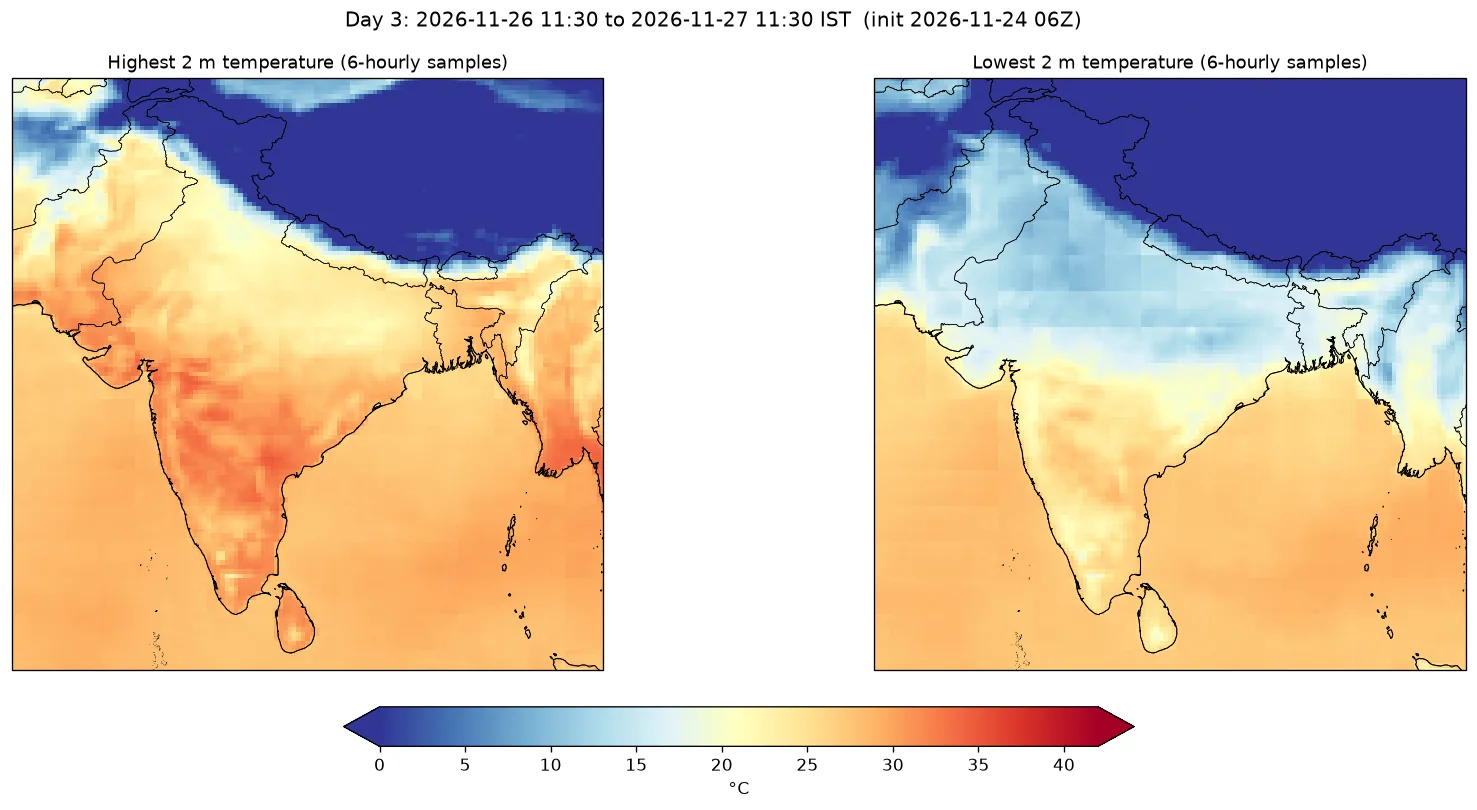 Day 3: 2026-11-26 11:30 to 2026-11-27 11:30 IST (init 2026-11-24 06Z)
Highest 2 m temperature (6-hourly samples)
Lowest 2 m temperature (6-hourly samples)
0 5 10 15 20 25 30 35 40
°C